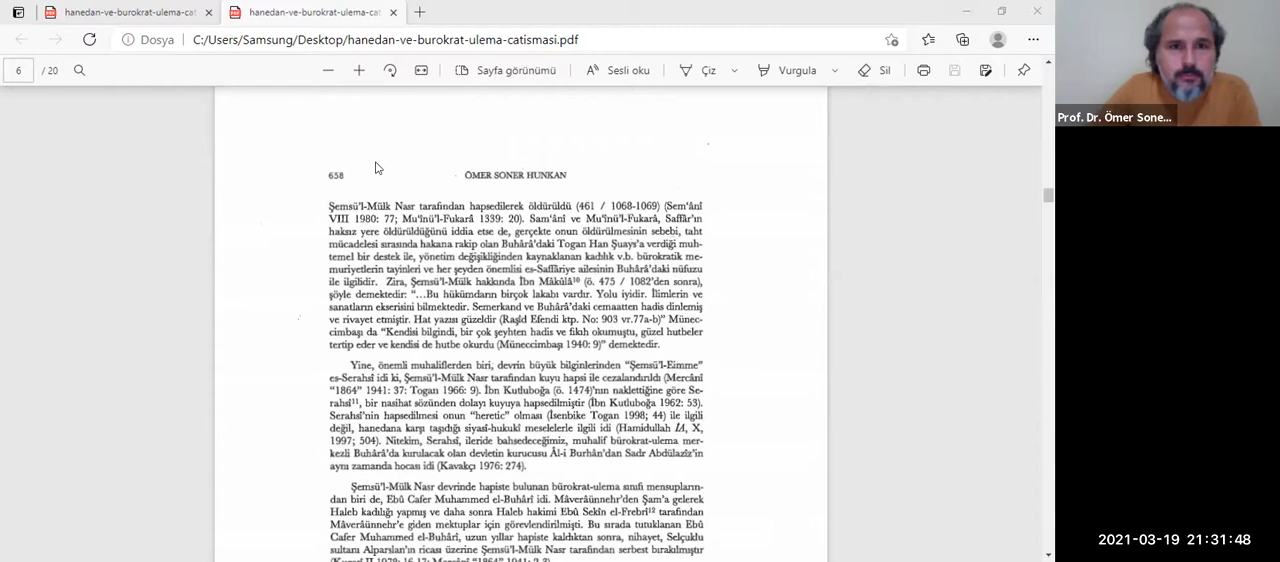 hanedan-ve-burokrat-ulema-cat
hanedan-ve-burokrat-ulema-cat
Dosya C:/Users/Samsung/Desktop/hanedan-ve-burokrat-ulema-catismasi.pdf
6 / 20 Sayfa görünümü Sesli oku Çiz Vurgula Sil
Prof. Dr. Ömer Sone...
658 ÖMER SONER HUNKAN
Şemsü'l-Mülk Nasr tarafından hapsedilerek öldürüldü (461 / 1068-1069) (Sem'ânî
VIII 1980: 77; Mu'înü'l-Fukarâ 1339: 20). Sam'ânî ve Mu'înü'l-Fukarâ, Saffâr'ın
haksız yere öldürüldüğünü iddia etse de, gerçekte onun öldürülmesinin sebebi, taht
mücadelesi sırasında hakana rakip olan Buhârâ'daki Togan Han Şuays'a verdiği muh-
temel bir destek ile, yönetim değişikliğinden kaynaklanan kadılık v.b. bürokratik me-
muriyetlerin tayinleri ve her şeyden önemlisi es-Saffâriye ailesinin Buhârâ'daki nüfuzu
ile ilgilidir. Zira, Şemsü'l-Mülk hakkında İbn Mâkûlâ¹⁰ (ö. 475 / 1082'den sonra),
şöyle demektedir: "...Bu hükümdarın birçok lakabı vardır. Yolu iyidir. İlimlerin ve
sanatların ekserisini bilmektedir. Semerkand ve Buhârâ'daki cemaatten hadis dinlemiş
ve rivayet etmiştir. Hat yazısı güzeldir (Raşîd Efendi ktp. No: 903 vr.77a-b)" Münec-
cimbaşı da "Kendisi bilgindi, bir çok şeyhten hadis ve fıkıh okumuştu, güzel hutbeler
tertip eder ve kendisi de hutbe okurdu (Müneccimbaşı 1940: 9)" demektedir.
Yine, önemli muhaliflerden biri, devrin büyük bilginlerinden "Şemsü'l-Eimme"
es-Serahsî idi ki, Şemsü'l-Mülk Nasr tarafından kuyu hapsi ile cezalandırıldı (Mercânî
"1864" 1941: 37; Togan 1966: 9). İbn Kutluboğa (ö. 1474)'nın naklettiğine göre Se-
rahsî¹¹, bir nasihat sözünden dolayı kuyuya hapsedilmiştir (İbn Kutluboğa 1962: 53).
Serahsî'nin hapsedilmesi onun "heretic" olması (İsenbike Togan 1998; 44) ile ilgili
değil, hanedana karşı taşıdığı siyasî-hukukî meselelerle ilgili idi (Hamidullah İA, X,
1997; 504). Nitekim, Serahsî, ileride bahsedeceğimiz, muhalif bürokrat-ulema mer-
kezli Buhârâ'da kurulacak olan devletin kurucusu Âl-i Burhân'dan Sadr Abdülazîz'in
aynı zamanda hocası idi (Kavakçı 1976: 274).
Şemsü'l-Mülk Nasr devrinde hapiste bulunan bürokrat-ulema sınıfı mensupların-
dan biri de, Ebû Cafer Muhammed el-Buhârî idi. Mâverâünnehr'den Şam'a gelerek
Haleb kadılığı yapmış ve daha sonra Haleb hakimi Ebû Sekîn el-Frebrî¹² tarafından
Mâverâünnehr'e giden mektuplar için görevlendirilmişti. Bu sırada tutuklanan Ebû
Cafer Muhammed el-Buhârî, uzun yıllar hapiste kaldıktan sonra, nihayet, Selçuklu
sultanı Alparslan'ın ricası üzerine Şemsü'l-Mülk Nasr tarafından serbest bırakılmıştır
2021-03-19 21:31:48